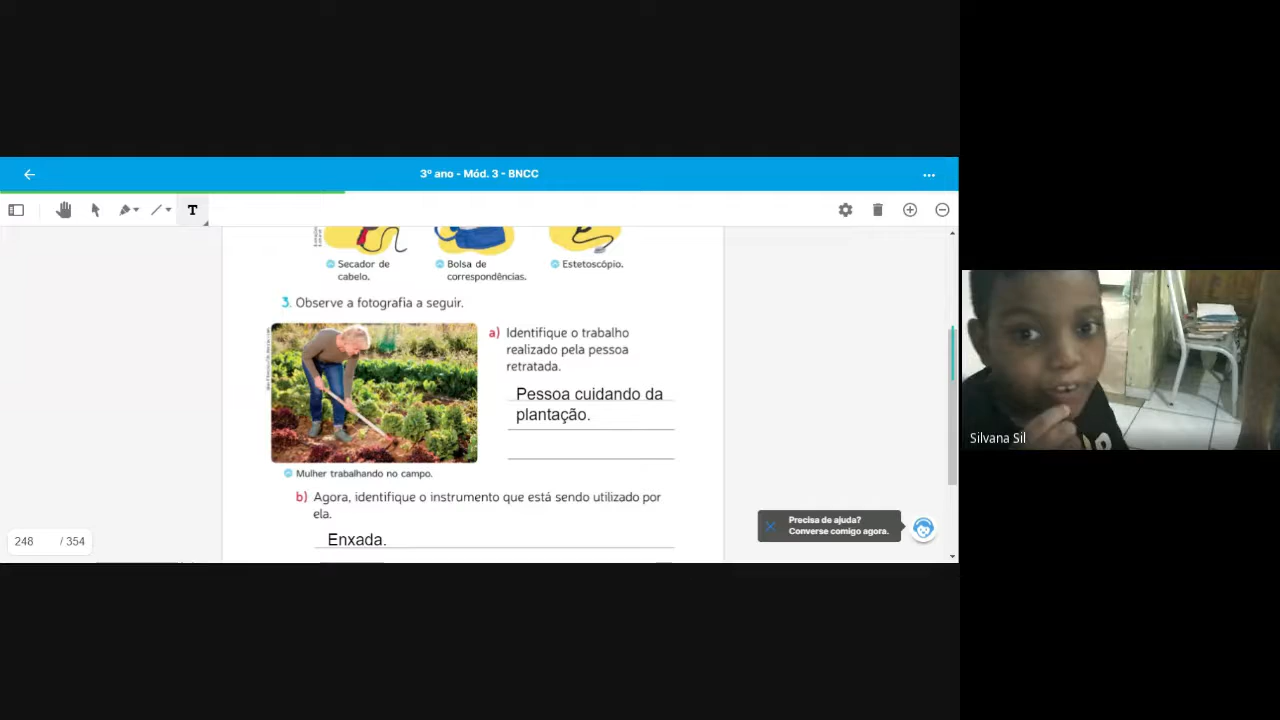 3º ano - Mód. 3 - BNCC
...
T
Secador de
cabelo.
Bolsa de
correspondências.
Estetoscópio.
3. Observe a fotografia a seguir.
a) Identifique o trabalho
realizado pela pessoa
retratada.
Pessoa cuidando da
plantação.
Mulher trabalhando no campo.
b) Agora, identifique o instrumento que está sendo utilizado por
ela.
Enxada.
248 / 354
Precisa de ajuda?
Converse comigo agora.
Silvana Sil